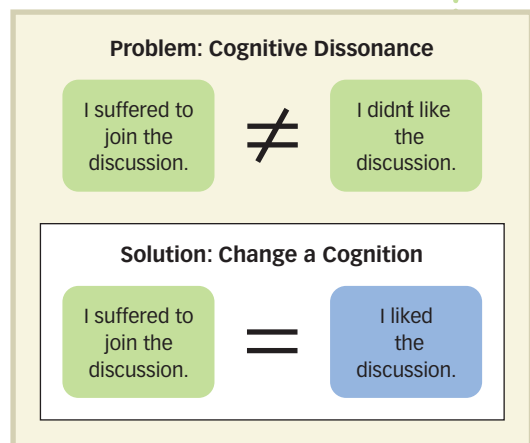 Problem: Cognitive Dissonance
I suffered to
join the
discussion.
≠
I didnt like
the
discussion.
Solution: Change a Cognition
I suffered to
join the
discussion.
=
I liked
the
discussion.